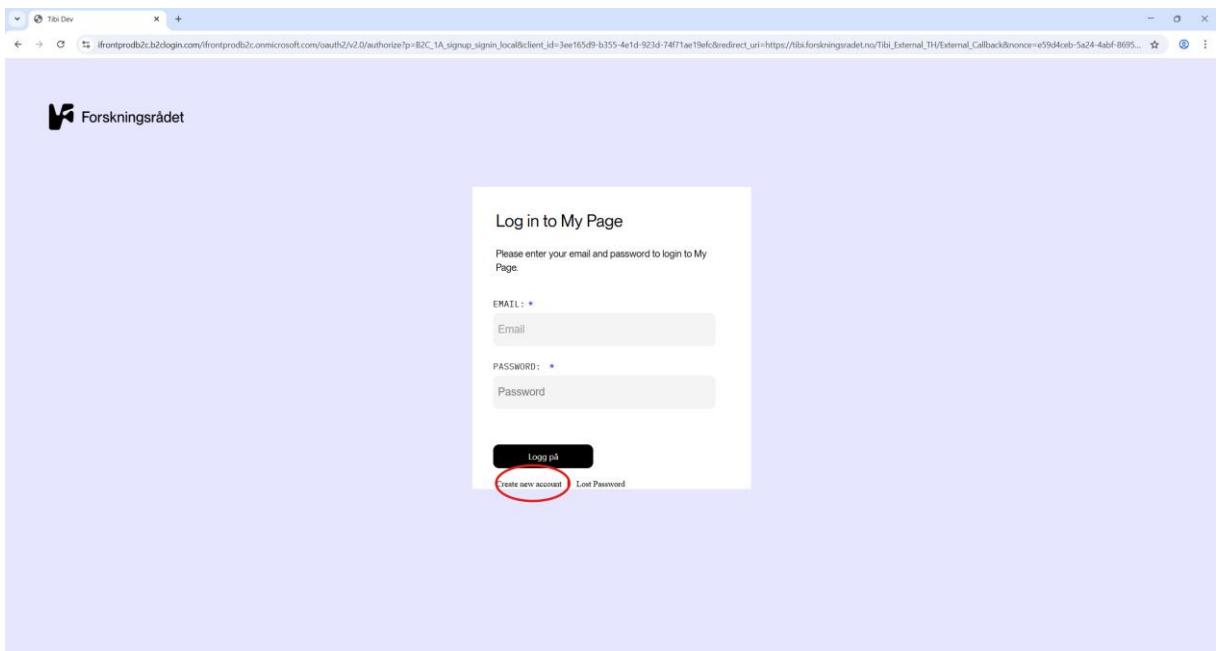 Tibi Dev
ifrontprodb2c.b2clogin.com/ifrontprodb2c.onmicrosoft.com/oauth2/v2.0/authorize?p=B2C_1A_signup_signin_local&client_id=3ee165d9-b355-4e1d-923d-74f71ae19efc&redirect_uri=https://tibi.forskningsradet.no/Tibi_External_TH/External_Callback&nonce=e59d4ceb-5a24-4abf-8695...
Forskningsrådet
Log in to My Page
Please enter your email and password to login to My
Page.
EMAIL: *
Email
PASSWORD: *
Password
Logg på
Create new account Lost Password